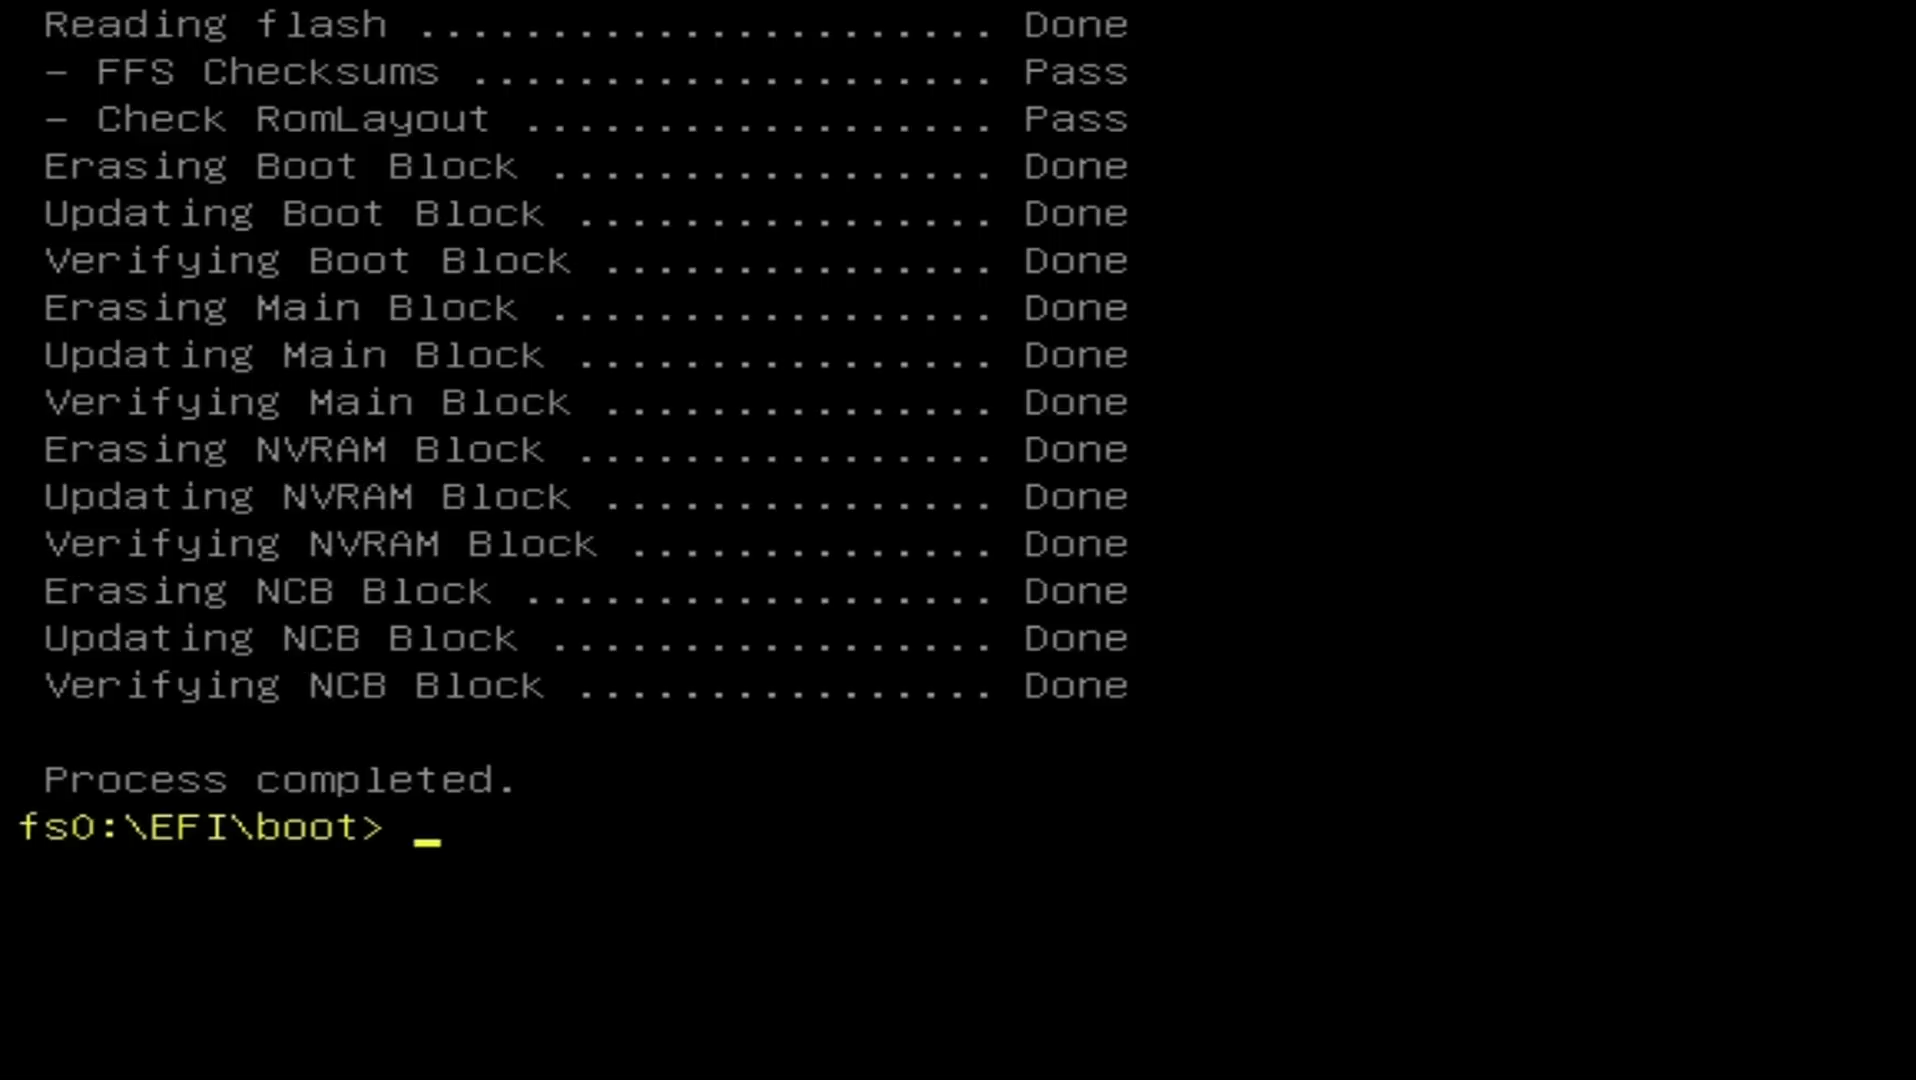 Reading flash ...................... Done
- FFS Checksums .................... Pass
- Check RomLayout .................. Pass
Erasing Boot Block ................. Done
Updating Boot Block ................ Done
Verifying Boot Block ............... Done
Erasing Main Block ................. Done
Updating Main Block ................ Done
Verifying Main Block ............... Done
Erasing NVRAM Block ................ Done
Updating NVRAM Block ............... Done
Verifying NVRAM Block .............. Done
Erasing NCB Block .................. Done
Updating NCB Block ................. Done
Verifying NCB Block ................ Done
Process completed.
fs0:\EFI\boot> _